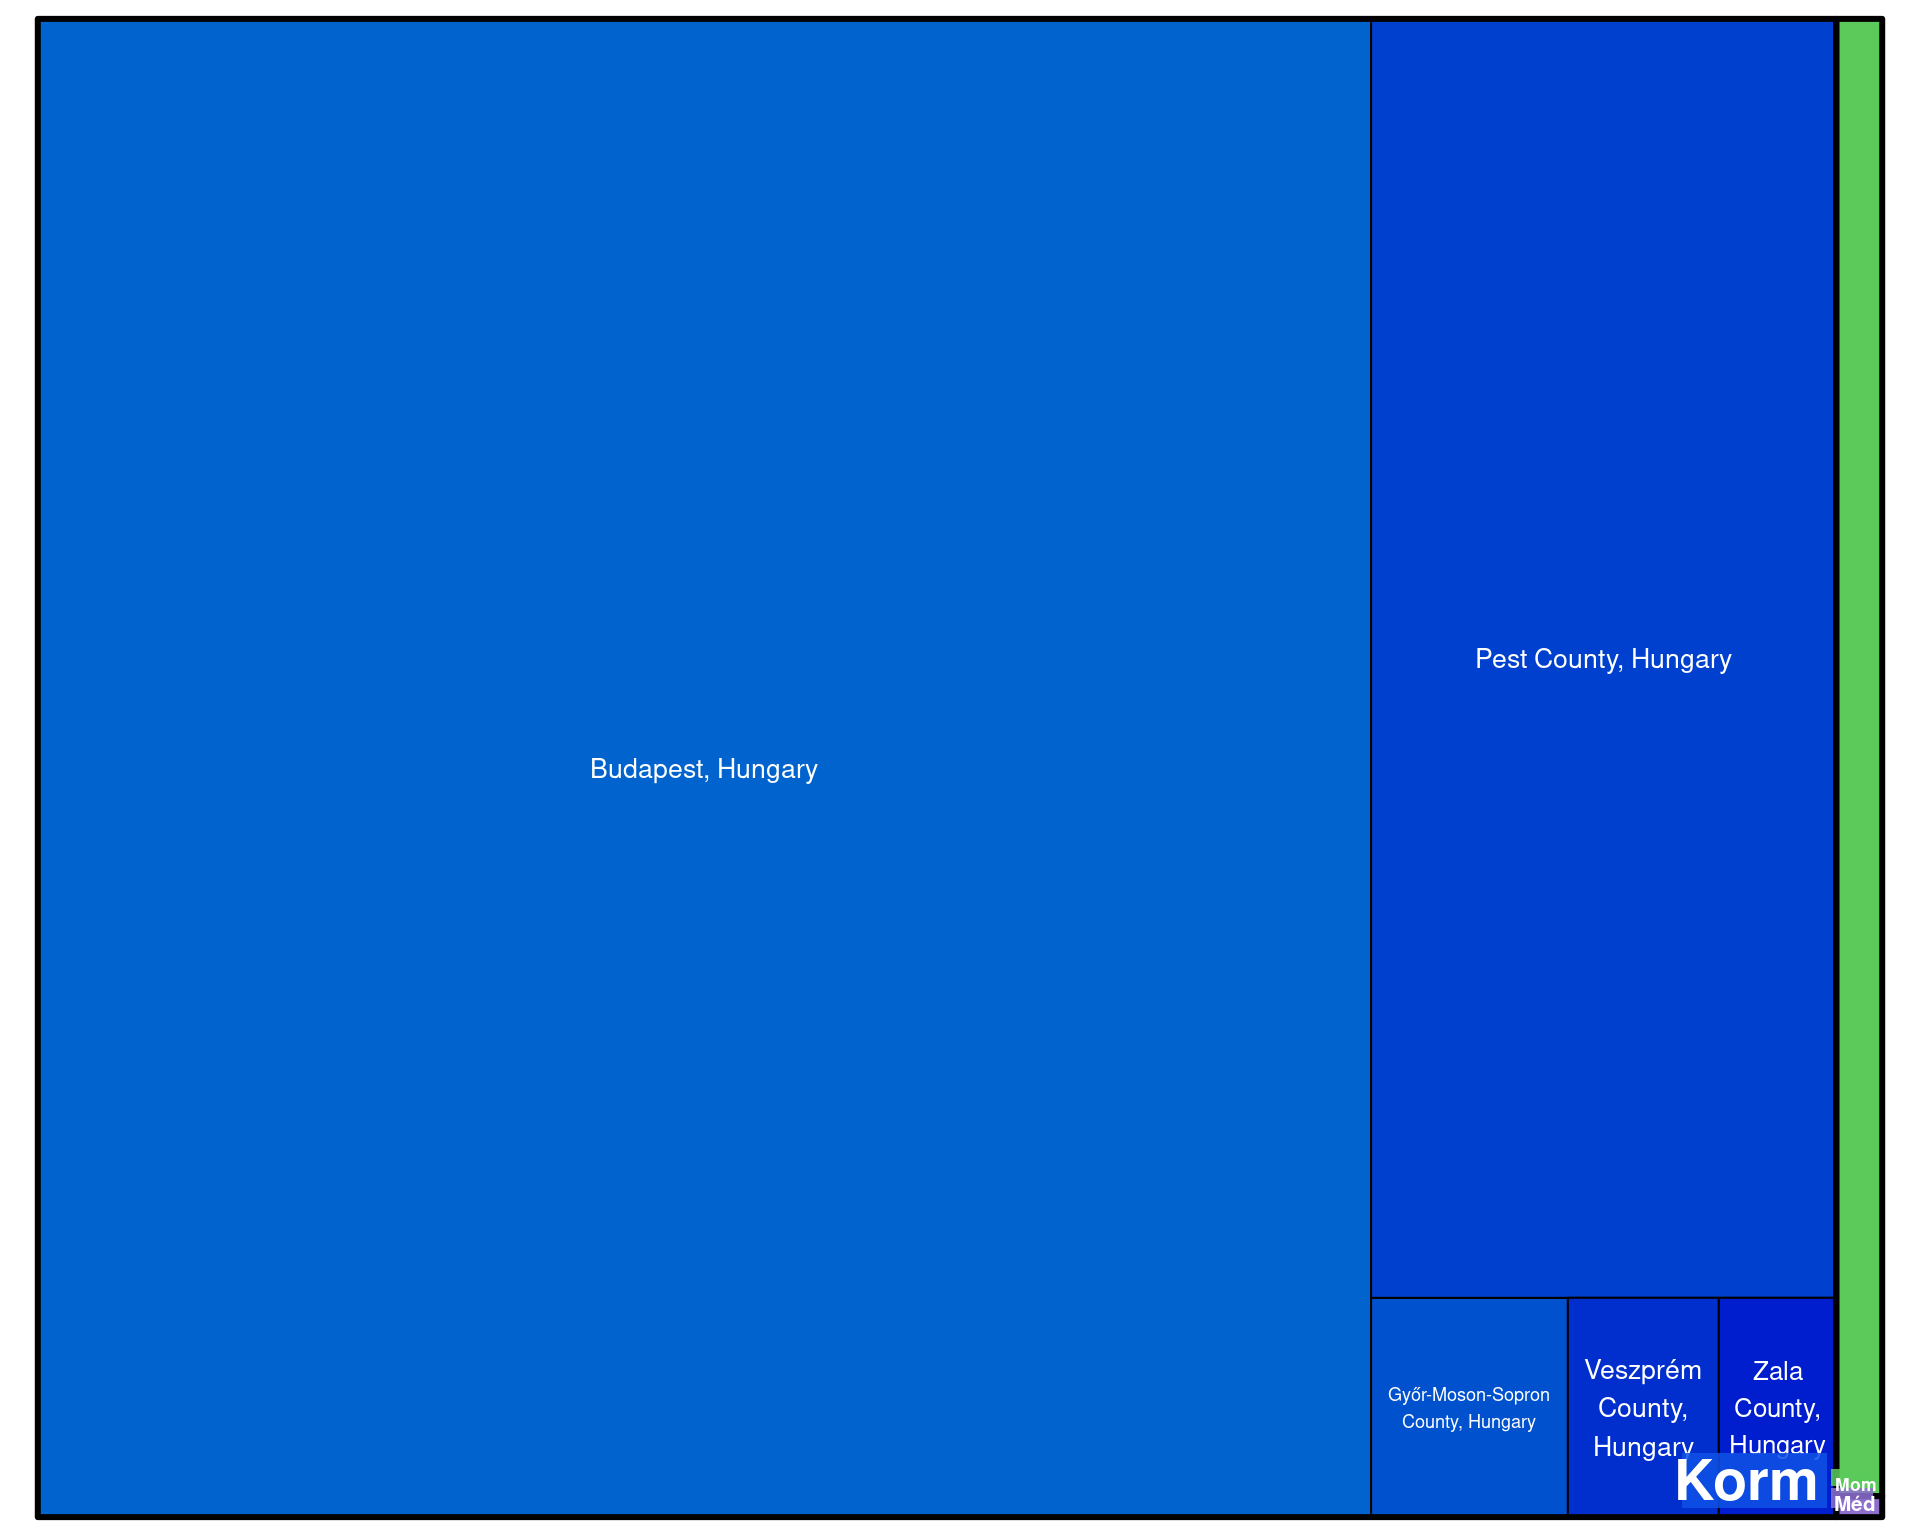 Budapest, Hungary
Pest County, Hungary
Győr-Moson-Sopron
County, Hungary
Veszprém
County,
Hungary
Zala
County,
Hungary
Korm
Mom
Méd